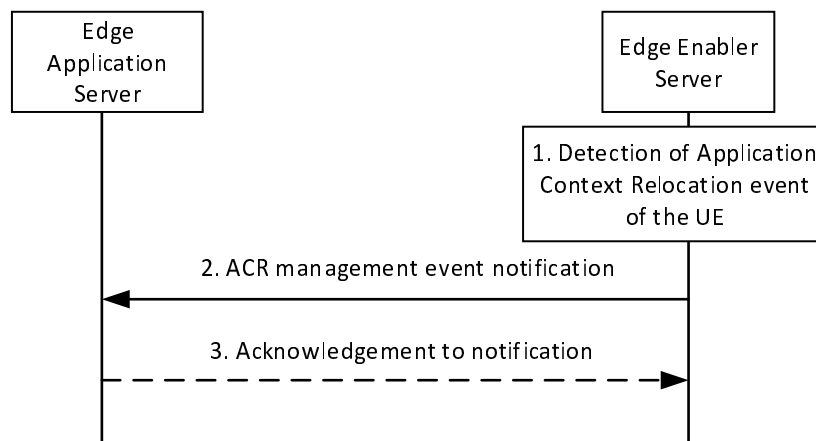 Edge
Application
Server
Edge Enabler
Server
1. Detection of Application
Context Relocation event
of the UE
2. ACR management event notification
3. Acknowledgement to notification